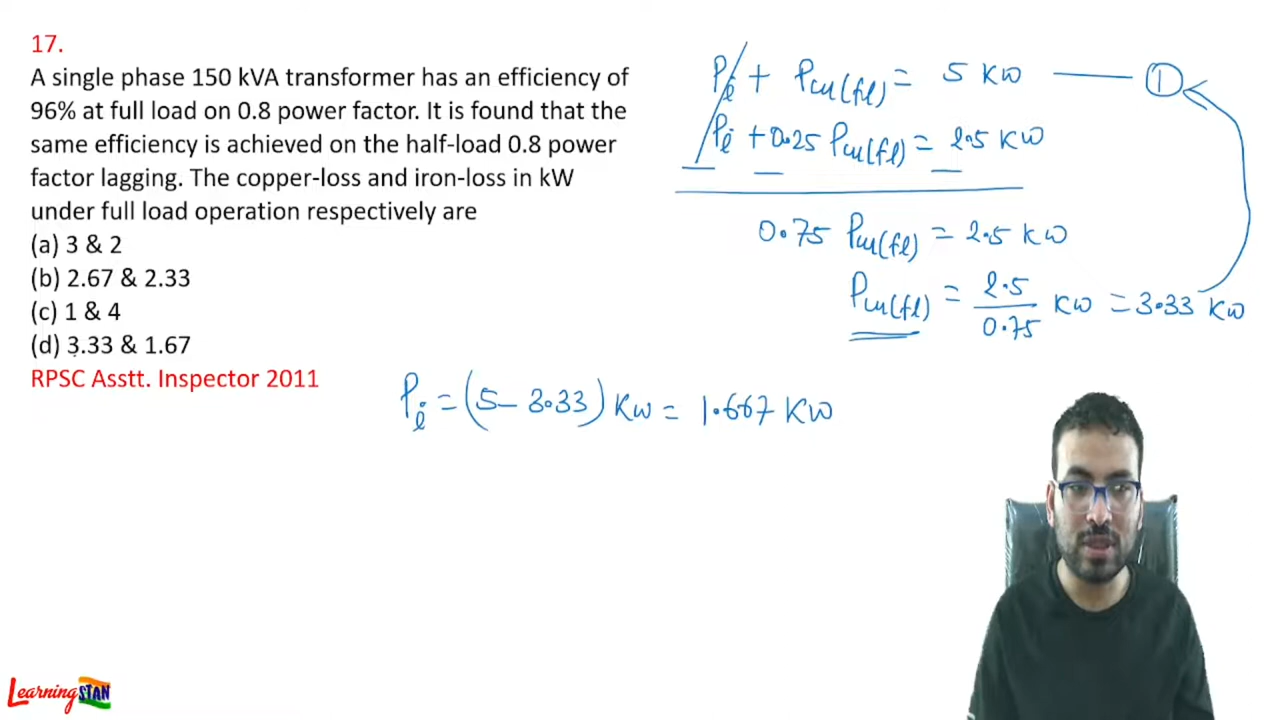 17.
A single phase 150 kVA transformer has an efficiency of
96% at full load on 0.8 power factor. It is found that the
same efficiency is achieved on the half-load 0.8 power
factor lagging. The copper-loss and iron-loss in kW
under full load operation respectively are
(a) 3 & 2
(b) 2.67 & 2.33
(c) 1 & 4
(d) 3.33 & 1.67
RPSC Asstt. Inspector 2011
Pi + Pcu(fl) = 5 KW — 1
Pi + 0.25 Pcu(fl) = 2.5 KW
0.75 Pcu(fl) = 2.5 KW
Pcu(fl) = 2.5/0.75 KW = 3.33 KW
Pi = (5 - 3.33) KW = 1.667 KW
Learning STAN